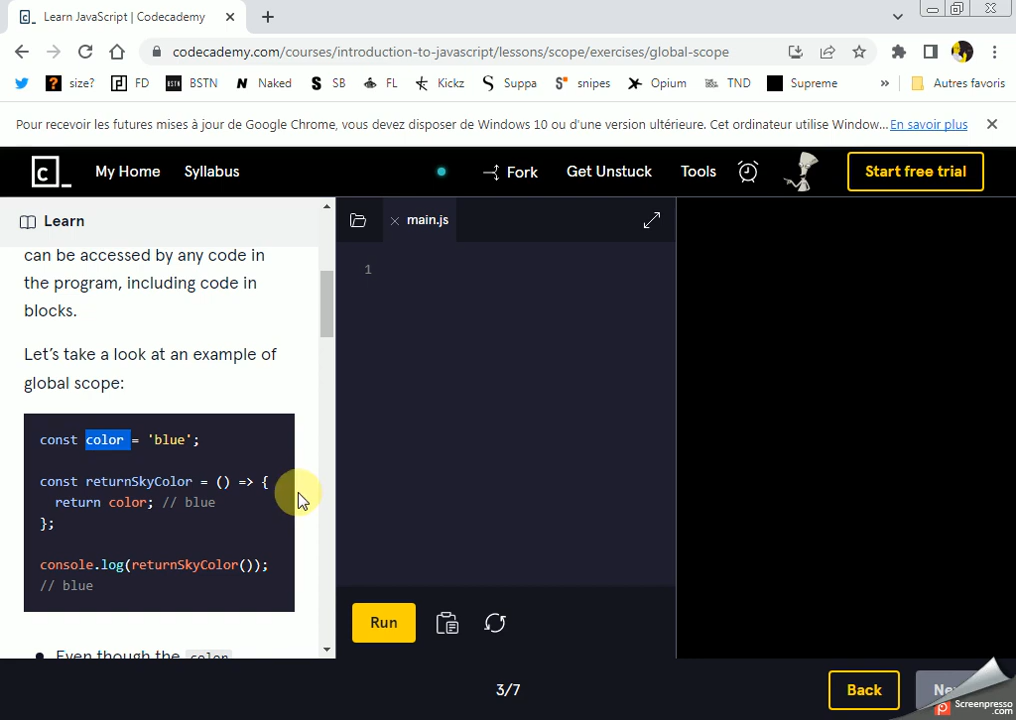 Learn JavaScript | Codecademy
codecademy.com/courses/introduction-to-javascript/lessons/scope/exercises/global-scope
size? FD BSTN BSTN Naked SB FL Kickz Suppa snipes Opium TND Supreme » Autres favoris
Pour recevoir les futures mises à jour de Google Chrome, vous devez disposer de Windows 10 ou d'une version ultérieure. Cet ordinateur utilise Window... En savoir plus
My Home Syllabus Fork Get Unstuck Tools Start free trial
Learn
main.js
1
can be accessed by any code in
the program, including code in
blocks.
Let's take a look at an example of
global scope:
const color = 'blue';
const returnSkyColor = () => {
return color; // blue
};
console.log(returnSkyColor());
// blue
Even though the color
Run
3/7
Back
Screenpresso
.com